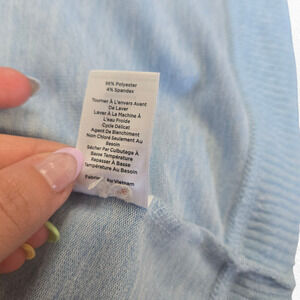 96% Polyester
4% Spandex
Tourner À L'envers Avant
De Laver
Laver À La Machine À
L'eau Froide
Cycle Délicat
Agent De Blanchiment
Non Chloré Seulement Au
Besoin
Sécher Par Culbutage À
Basse Température
Repasser À Basse
Température Au Besoin
Vietnam